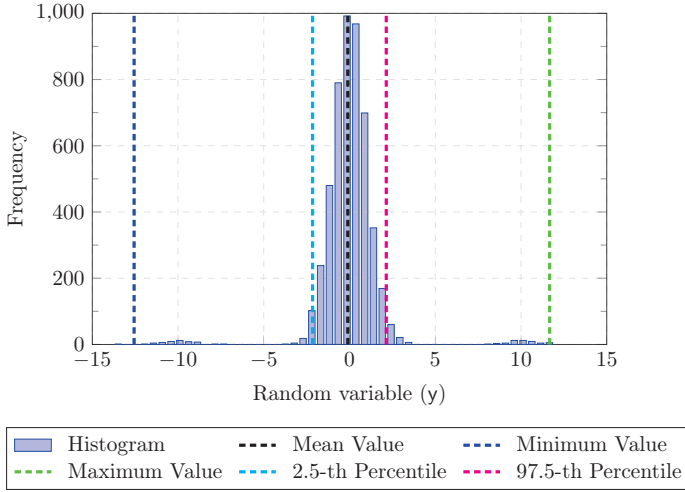 1,000
800
600
400
200
0
Frequency
−15 −10 −5 0 5 10 15
Random variable (y)
Histogram Mean Value Minimum Value
Maximum Value 2.5-th Percentile 97.5-th Percentile